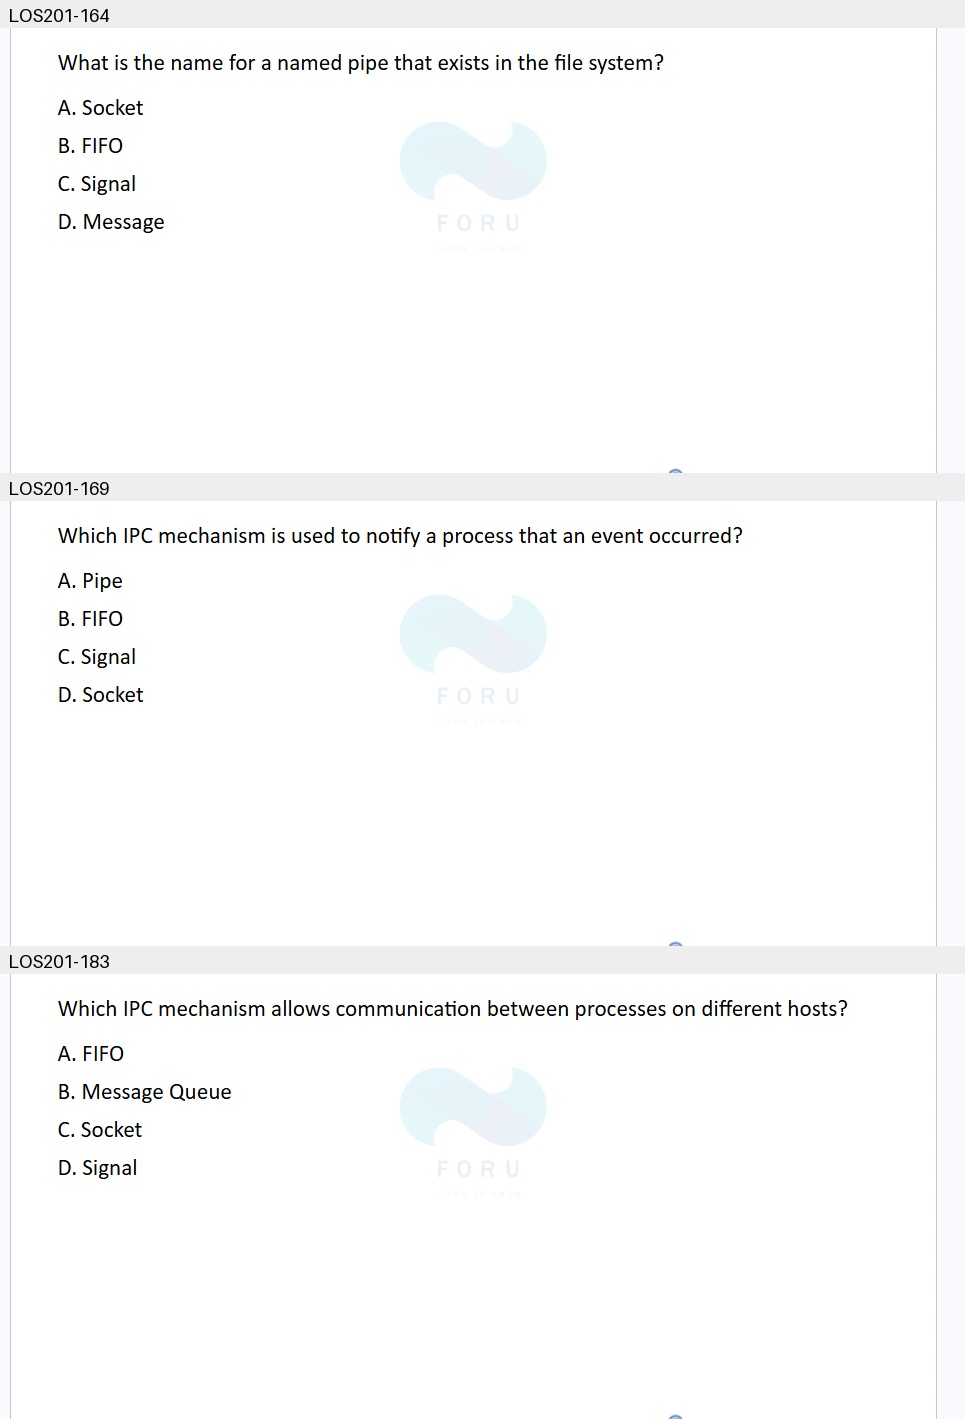 LOS201-164
What is the name for a named pipe that exists in the file system?
A. Socket
B. FIFO
C. Signal
D. Message
FORU
LOS201-169
Which IPC mechanism is used to notify a process that an event occurred?
A. Pipe
B. FIFO
C. Signal
D. Socket
FORU
LOS201-183
Which IPC mechanism allows communication between processes on different hosts?
A. FIFO
B. Message Queue
C. Socket
D. Signal
FORU